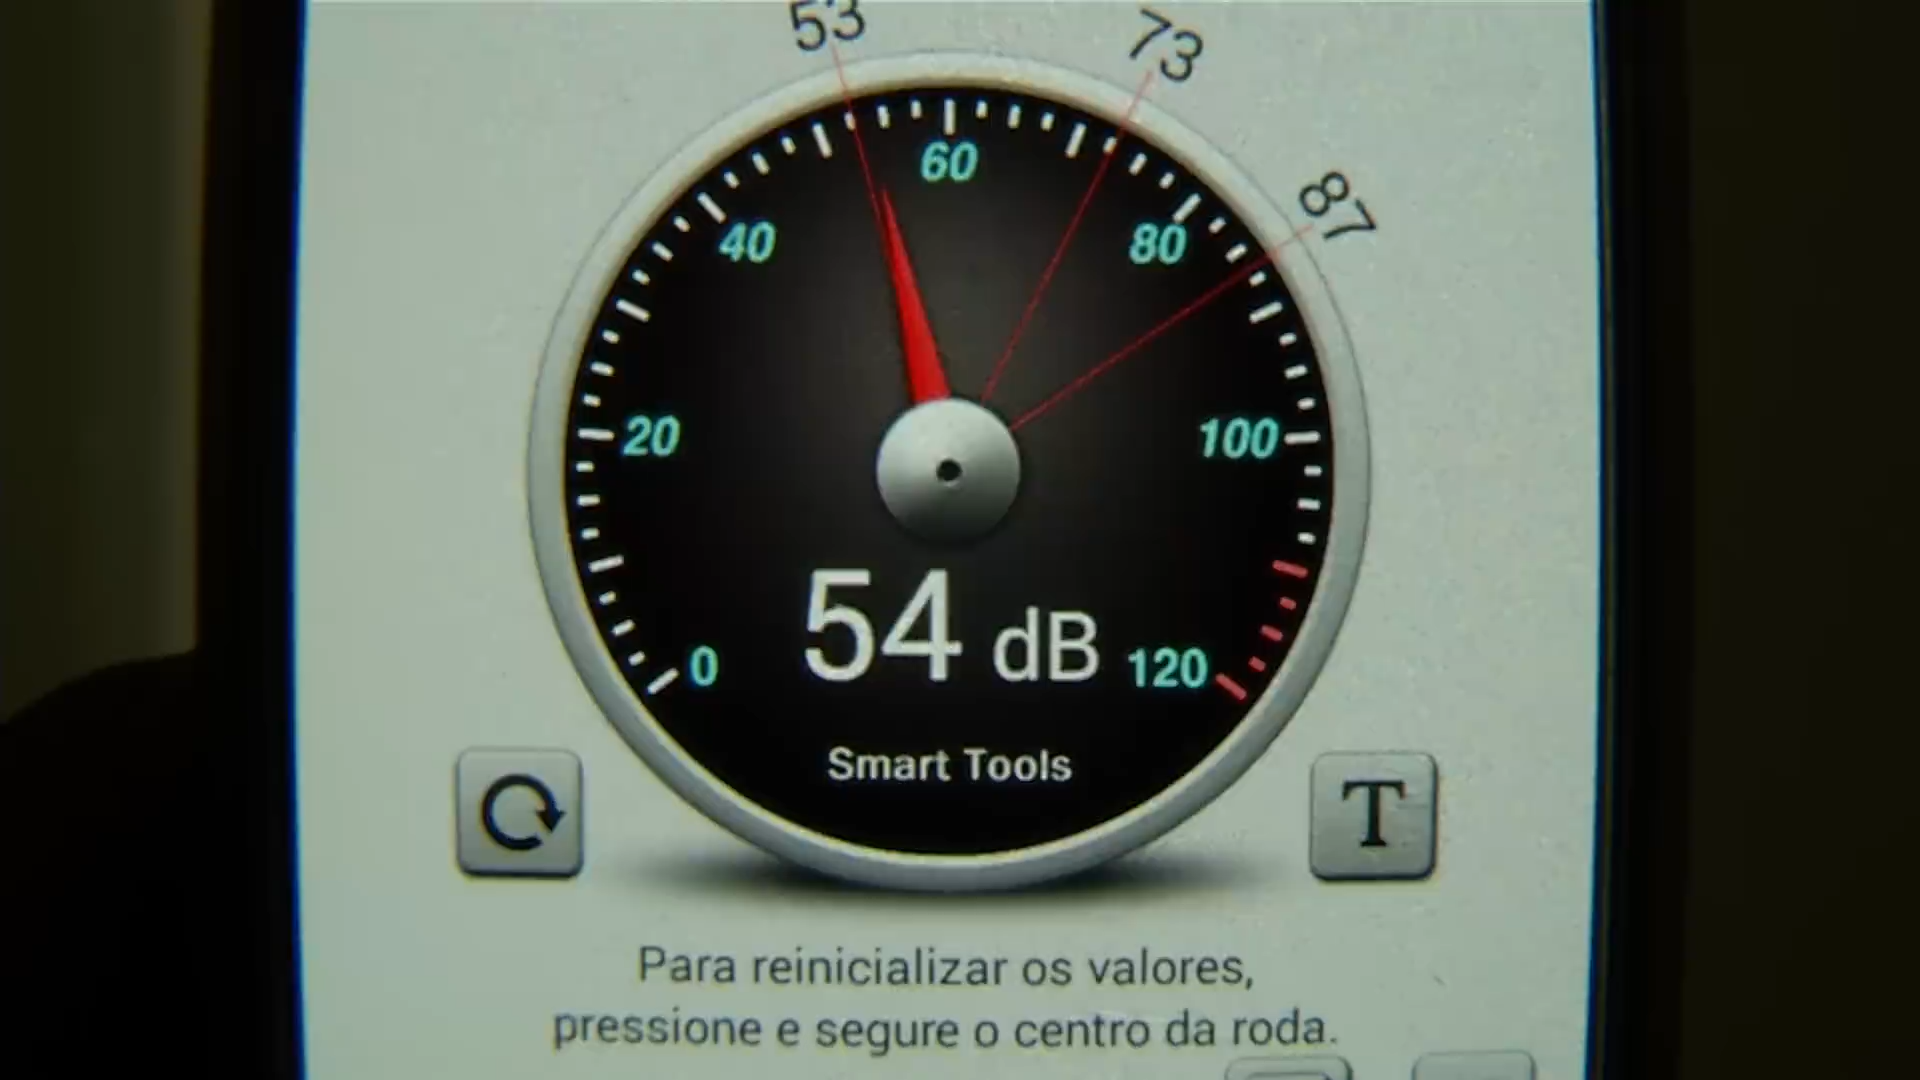 53
73
87
60
40
80
20
100
54 dB
0
120
Smart Tools
T
Para reinicializar os valores,
pressione e segure o centro da roda.